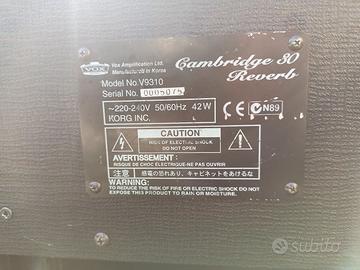 VOX
Vox Amplification Ltd.
Manufactured in Korea
Cambridge 30
Reverb
Model No.V9310
Serial No. 0005075
~220-240V 50/60Hz 42W
KORG INC.
CE
N89
CAUTION
RISK OF ELECTRIC SHOCK
DO NOT OPEN
AVERTISSEMENT:
RISQUE DE CHOC ELECTRIQUE-NE PAS OUVRIR
注意 感電の恐れあり、キャビネットをあけるな
WARNING:
TO REDUCE THE RISK OF FIRE OR ELECTRIC SHOCK DO NOT
EXPOSE THIS PRODUCT TO RAIN OR MOISTURE
subito